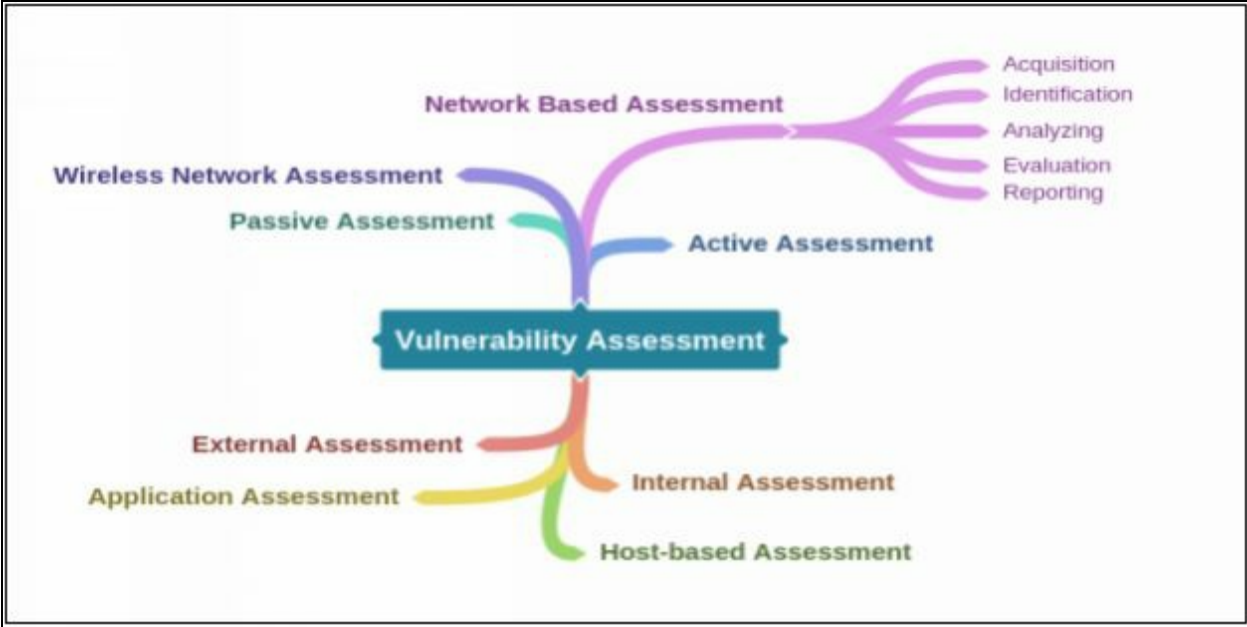 Network Based Assessment
Acquisition
Identification
Analyzing
Evaluation
Reporting
Wireless Network Assessment
Passive Assessment
Active Assessment
Vulnerability Assessment
External Assessment
Internal Assessment
Application Assessment
Host-based Assessment